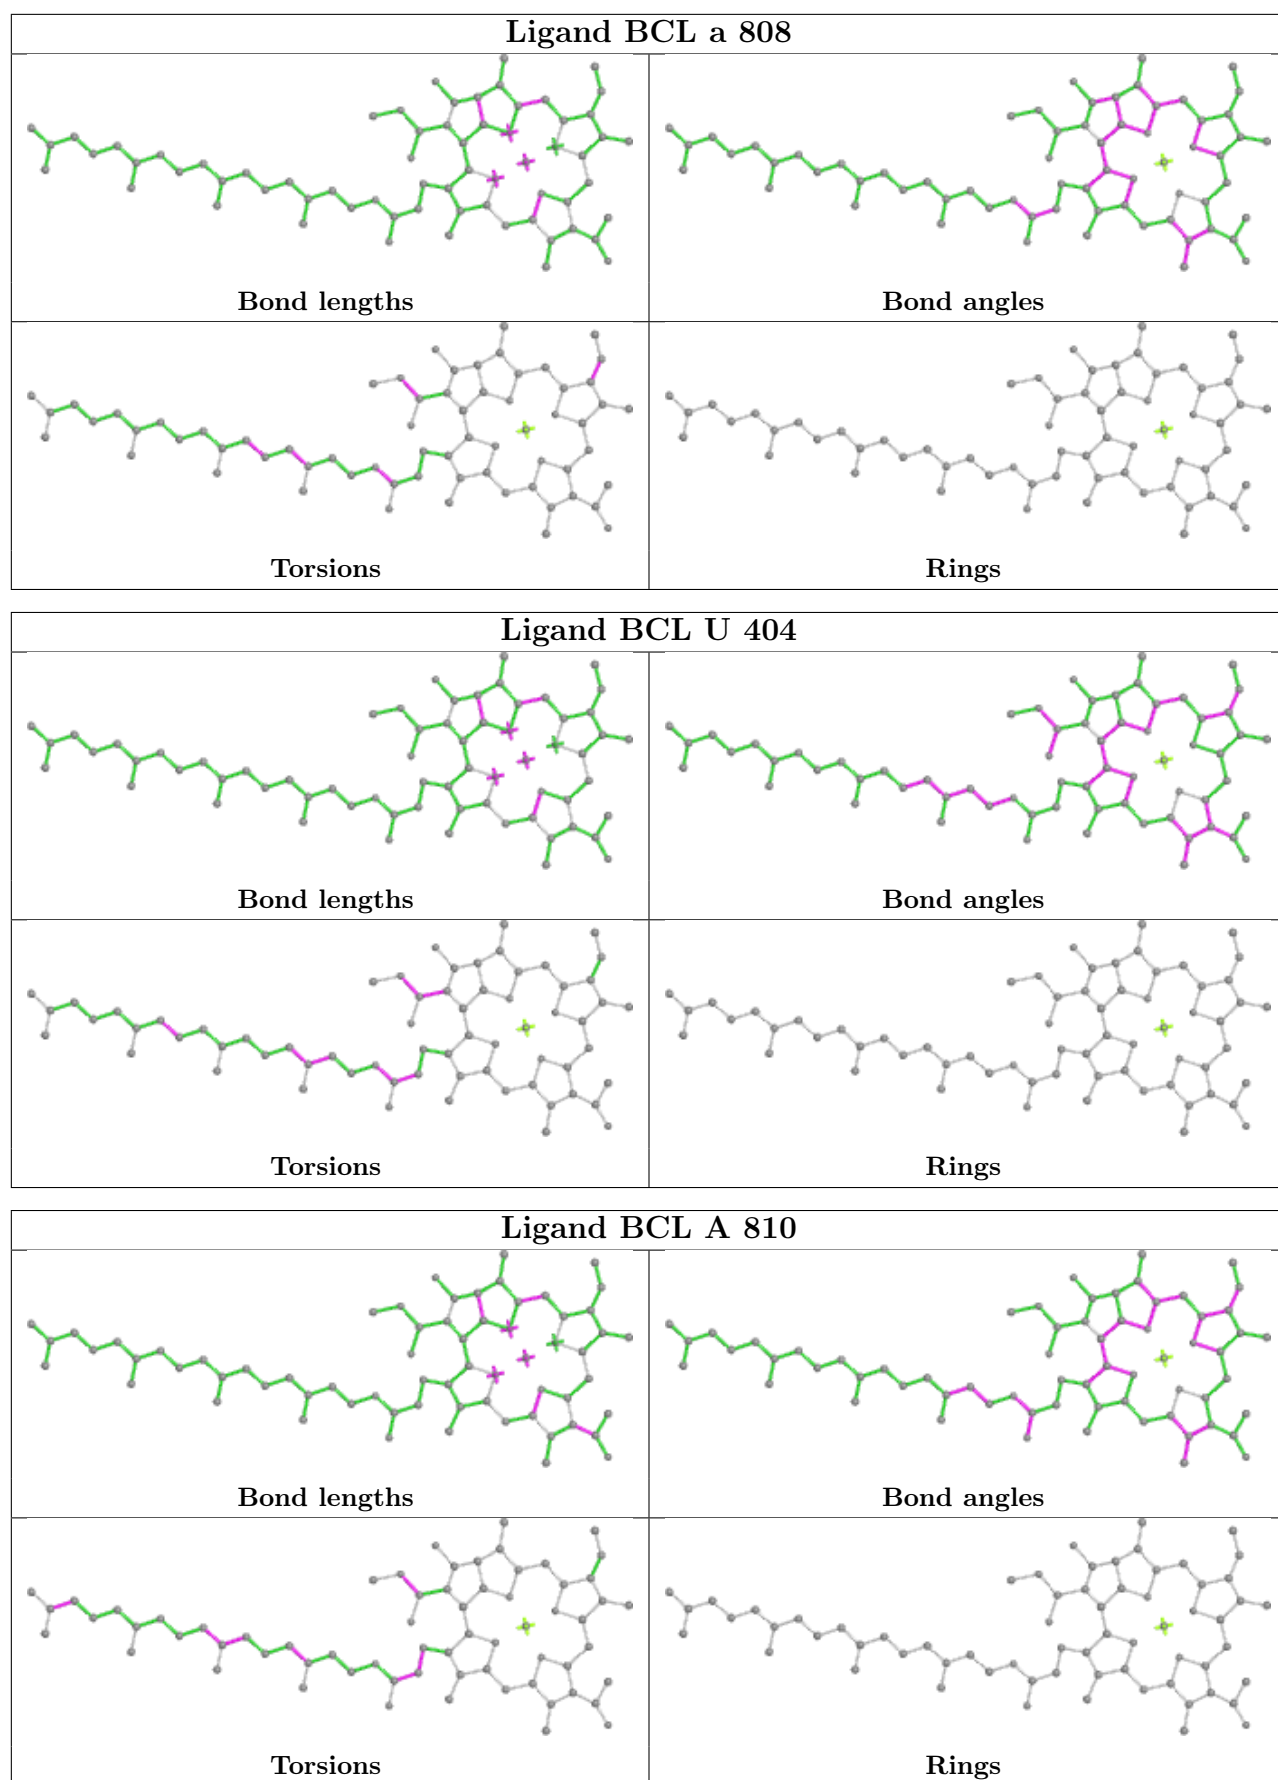 Ligand BCL a 808
Bond lengths
Bond angles
Torsions
Rings
Ligand BCL U 404
Bond lengths
Bond angles
Torsions
Rings
Ligand BCL A 810
Bond lengths
Bond angles
Torsions
Rings